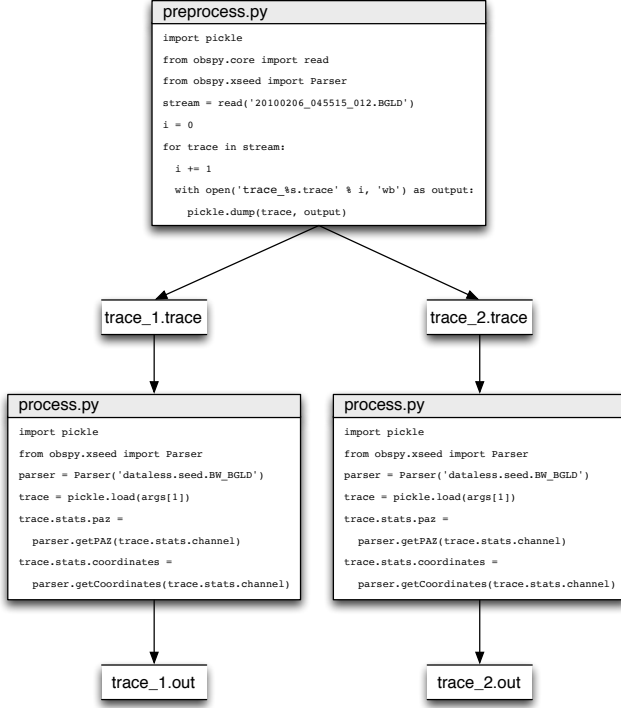 preprocess.py
import pickle
from obspy.core import read
from obspy.xseed import Parser
stream = read('20100206_045515_012.BGLD')
i = 0
for trace in stream:
i += 1
with open('trace_%s.trace' % i, 'wb') as output:
pickle.dump(trace, output)
trace_1.trace
trace_2.trace
process.py
import pickle
from obspy.xseed import Parser
parser = Parser('dataless.seed.BW_BGLD')
trace = pickle.load(args[1])
trace.stats.paz =
parser.getPAZ(trace.stats.channel)
trace.stats.coordinates =
parser.getCoordinates(trace.stats.channel)
process.py
import pickle
from obspy.xseed import Parser
parser = Parser('dataless.seed.BW_BGLD')
trace = pickle.load(args[1])
trace.stats.paz =
parser.getPAZ(trace.stats.channel)
trace.stats.coordinates =
parser.getCoordinates(trace.stats.channel)
trace_1.out
trace_2.out